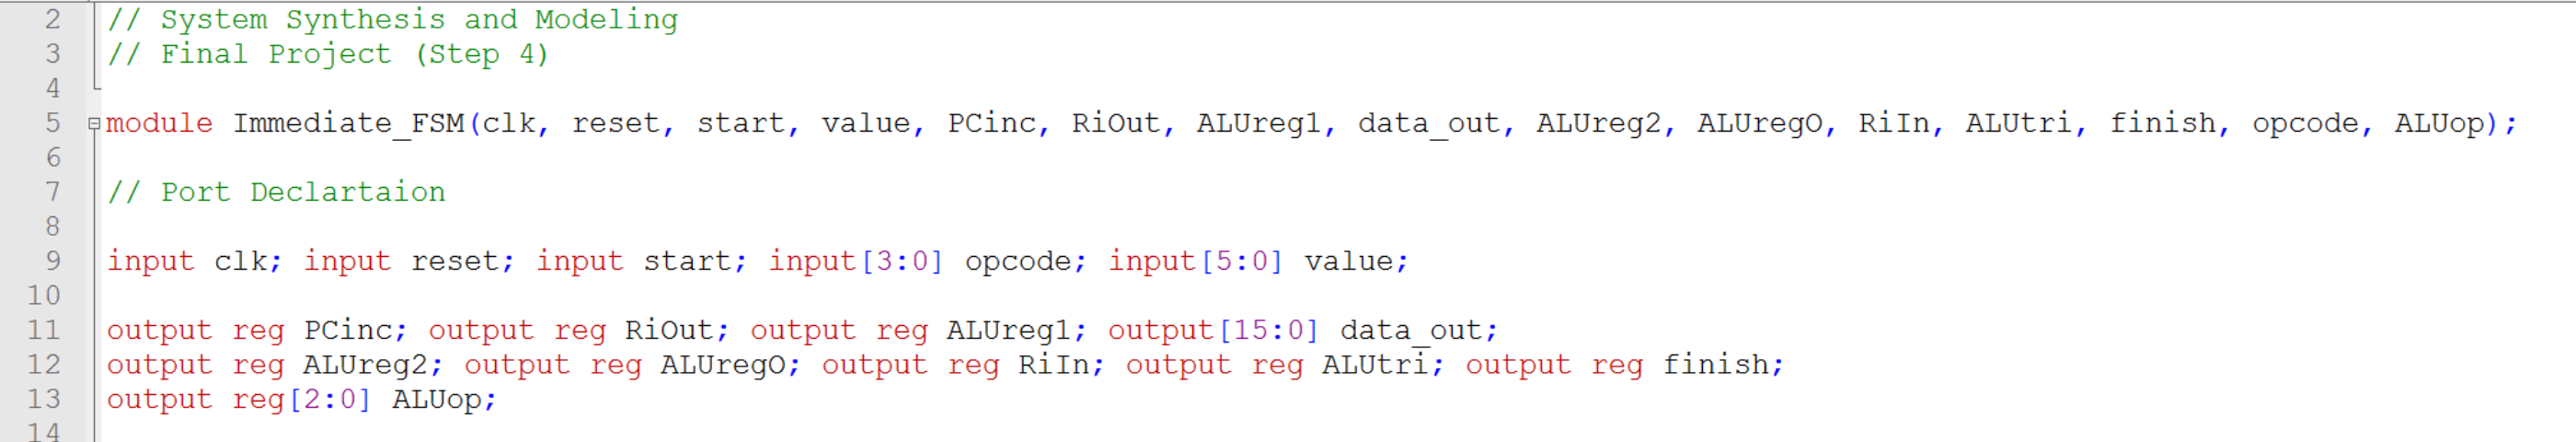 2 // System Synthesis and Modeling
3 // Final Project (Step 4)
4
5 module Immediate_FSM(clk, reset, start, value, PCinc, RiOut, ALUreg1, data_out, ALUreg2, ALUregO, RiIn, ALUtri, finish, opcode, ALUop);
6
7 // Port Declartaion
8
9 input clk; input reset; input start; input[3:0] opcode; input[5:0] value;
10
11 output reg PCinc; output reg RiOut; output reg ALUreg1; output[15:0] data_out;
12 output reg ALUreg2; output reg ALUregO; output reg RiIn; output reg ALUtri; output reg finish;
13 output reg[2:0] ALUop;
14